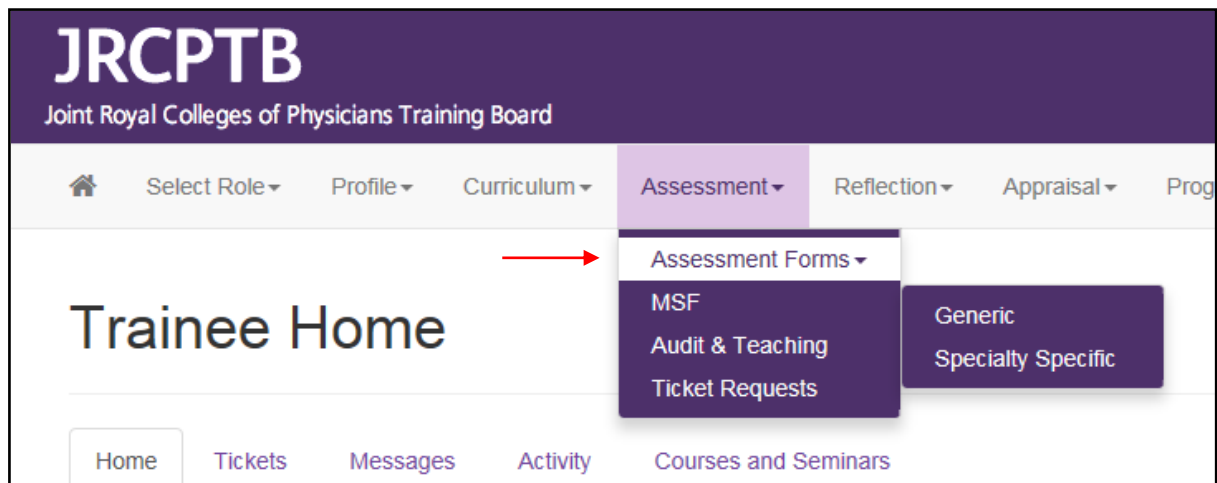 JRCPTB
Joint Royal Colleges of Physicians Training Board
Select Role Profile Curriculum Assessment Reflection Appraisal Prog
Assessment Forms
MSF
Audit & Teaching
Ticket Requests
Generic
Specialty Specific
Trainee Home
Home Tickets Messages Activity Courses and Seminars